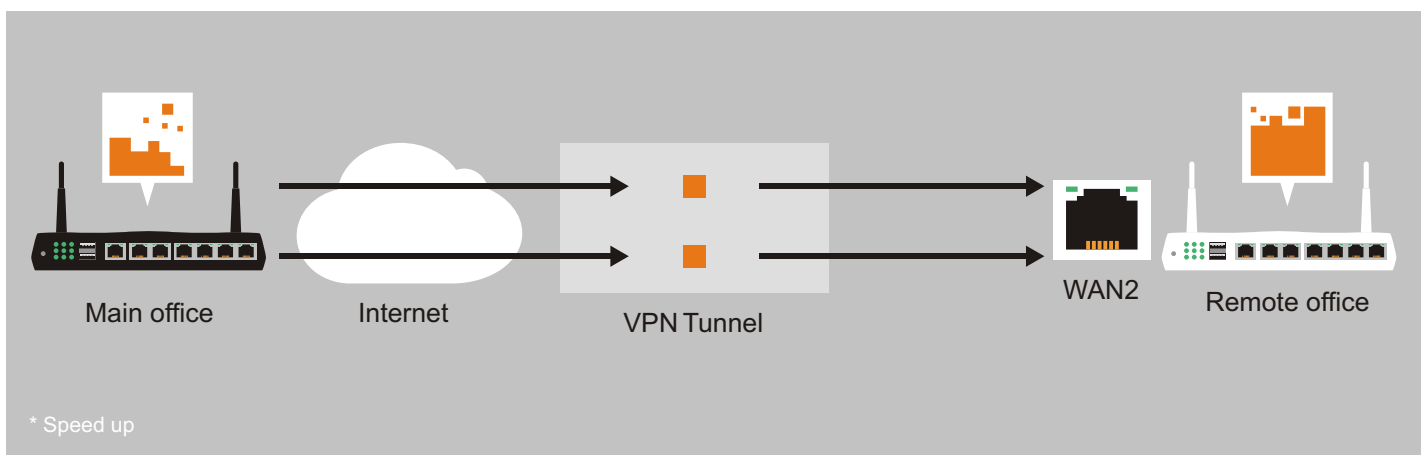 Main office
Internet
VPN Tunnel
WAN2
Remote office
* Speed up